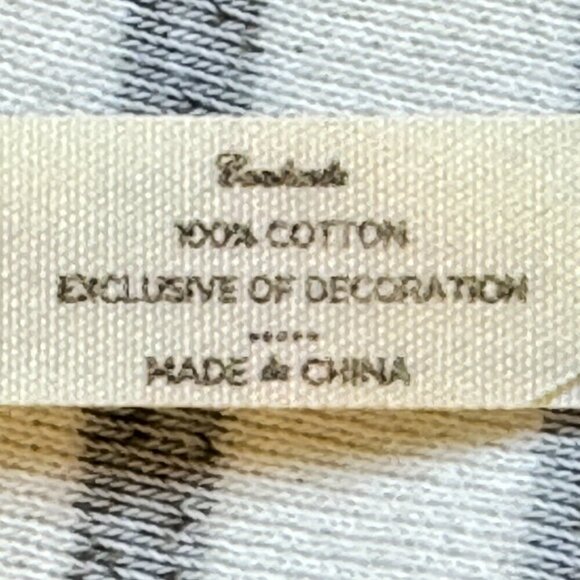 100% COTTON
EXCLUSIVE OF DECORATION
MADE in CHINA